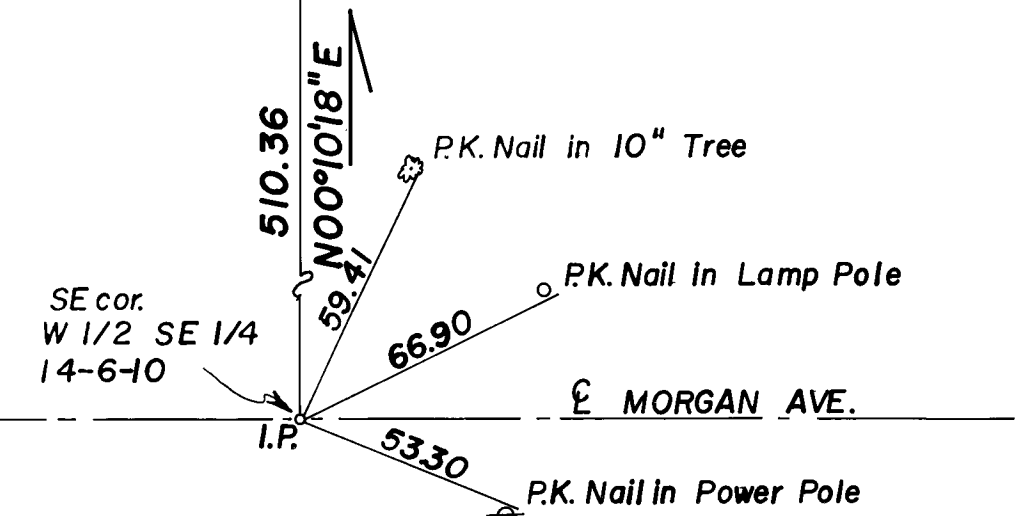 510.36
N00°10'18" E
P.K. Nail in 10" Tree
59.41
P.K. Nail in Lamp Pole
SE cor.
W 1/2 SE 1/4
14-6-10
66.90
℄ MORGAN AVE.
I.P.
53.30
P.K. Nail in Power Pole